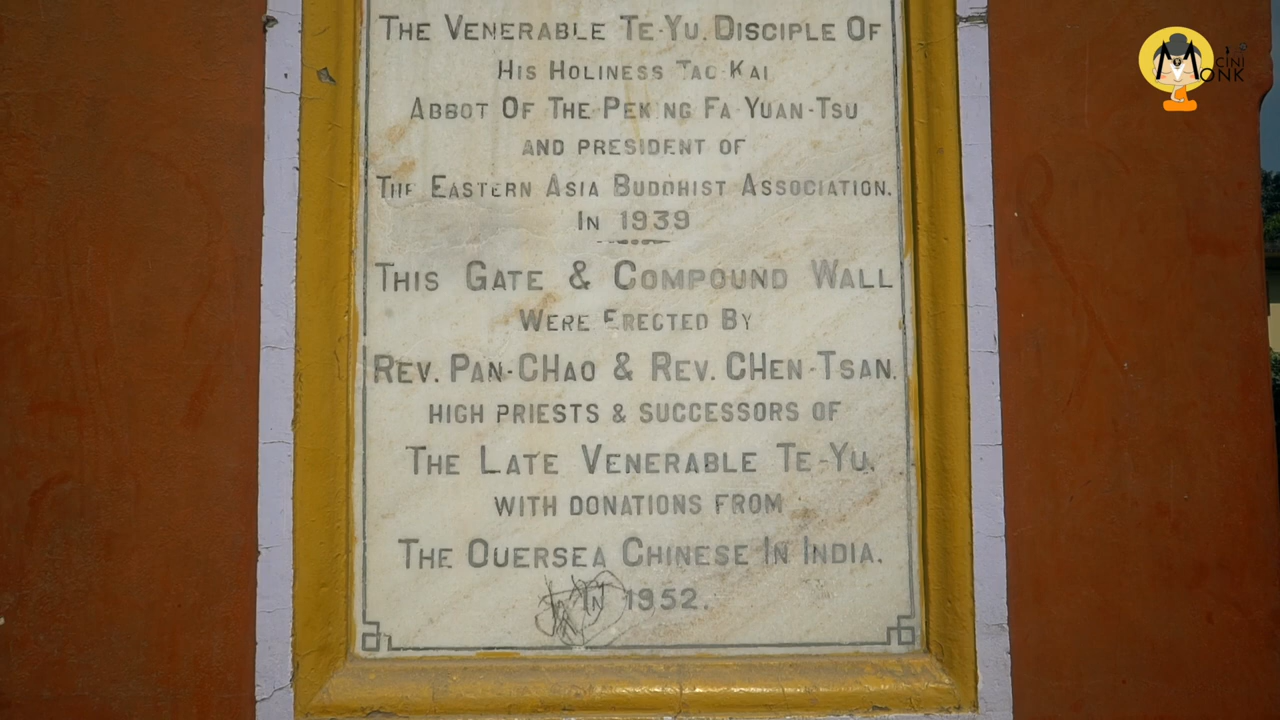 THE VENERABLE TE-YU. DISCIPLE OF
HIS HOLINESS TAO KAI
ABBOT OF THE PEKING FA YUAN-TSU
AND PRESIDENT OF
THE EASTERN ASIA BUDDHIST ASSOCIATION.
IN 1939
THIS GATE & COMPOUND WALL
WERE ERECTED BY
REV. PAN-CHAO & REV. CHEN-TSAN.
HIGH PRIESTS & SUCCESSORS OF
THE LATE VENERABLE TE-YU.
WITH DONATIONS FROM
THE OUERSEA CHINESE IN INDIA.
IN 1952.
CINI
MONK